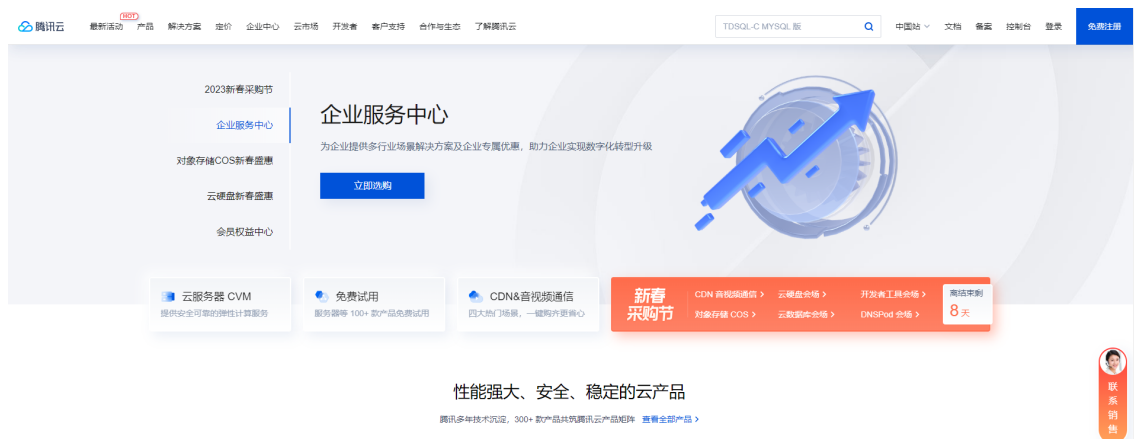 腾讯云
最新活动 HOT 产品 解决方案 定价 企业中心 云市场 开发者 客户支持 合作与生态 了解腾讯云
TDSQL-C MYSQL 版
中国站 文档 备案 控制台 登录 免费注册
2023新春采购节
企业服务中心
对象存储COS新春盛惠
云硬盘新春盛惠
会员权益中心
企业服务中心
为企业提供多行业场景解决方案及企业专属优惠，助力企业实现数字化转型升级
立即选购
云服务器 CVM
提供安全可靠的弹性计算服务
免费试用
服务器等 100+ 款产品免费试用
CDN&音视频通信
四大热门场景，一键购齐更省心
新春
采购节
CDN 音视频通信 > 云硬盘会场 > 开发者工具会场 >
对象存储 COS > 云数据库会场 > DNSPod 会场 >
离结束剩
8 天
性能强大、安全、稳定的云产品
腾讯多年技术沉淀，300+ 款产品共筑腾讯云产品矩阵 查看全部产品 >
联系销售